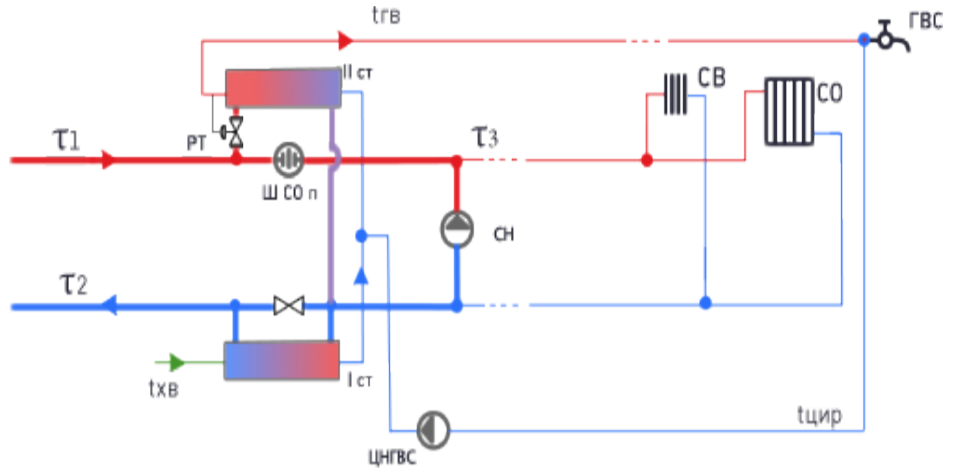 tгв
ГВС
II ст
СВ
СО
τ1
РТ
τ3
Ш СО п
СН
τ2
I ст
tхв
tцир
ЦНГВС